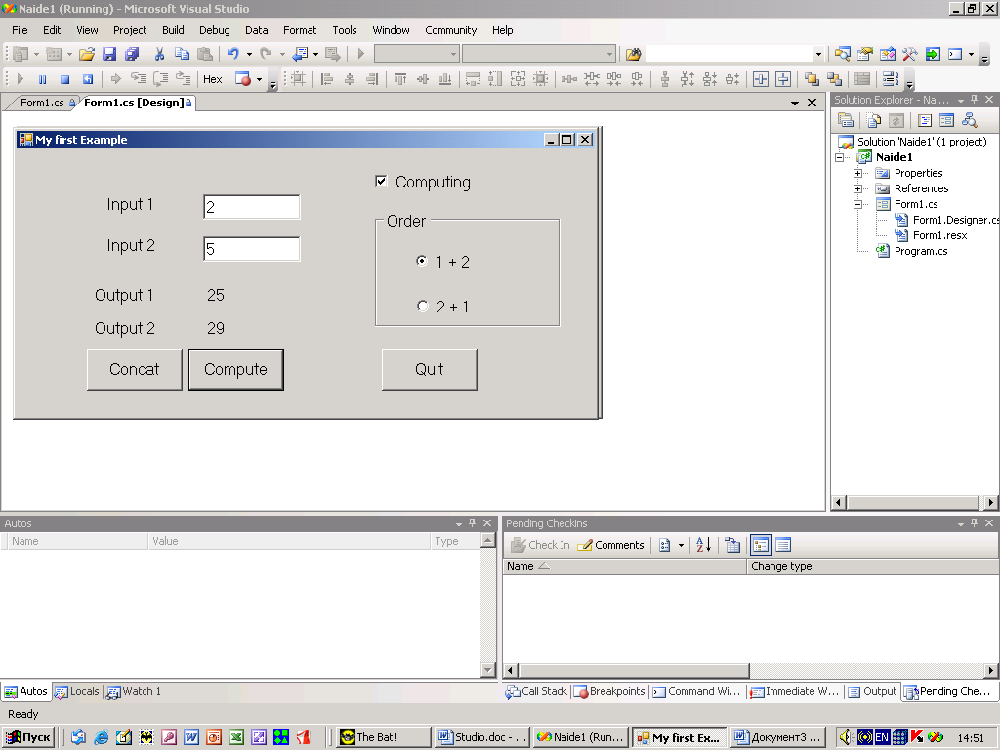 Naide1 (Running) - Microsoft Visual Studio
File Edit View Project Build Debug Data Format Tools Window Community Help
Hex
Form1.cs Form1.cs [Design]
My first Example
Computing
Input 1 2
Order
Input 2 5
1 + 2
Output 1 25
2 + 1
Output 2 29
Concat Compute Quit
Solution Explorer - Nai...
Solution 'Naide1' (1 project)
Naide1
Properties
References
Form1.cs
Form1.Designer.cs
Form1.resx
Program.cs
Autos
Name Value Type
Autos Locals Watch 1
Pending Checkins
Check In Comments
Name Change type
Call Stack Breakpoints Command Wi... Immediate W... Output Pending Che...
Ready
Пуск The Bat! Studio.doc - ... Naide1 (Run... My first Ex... Документ3 ... EN 14:51